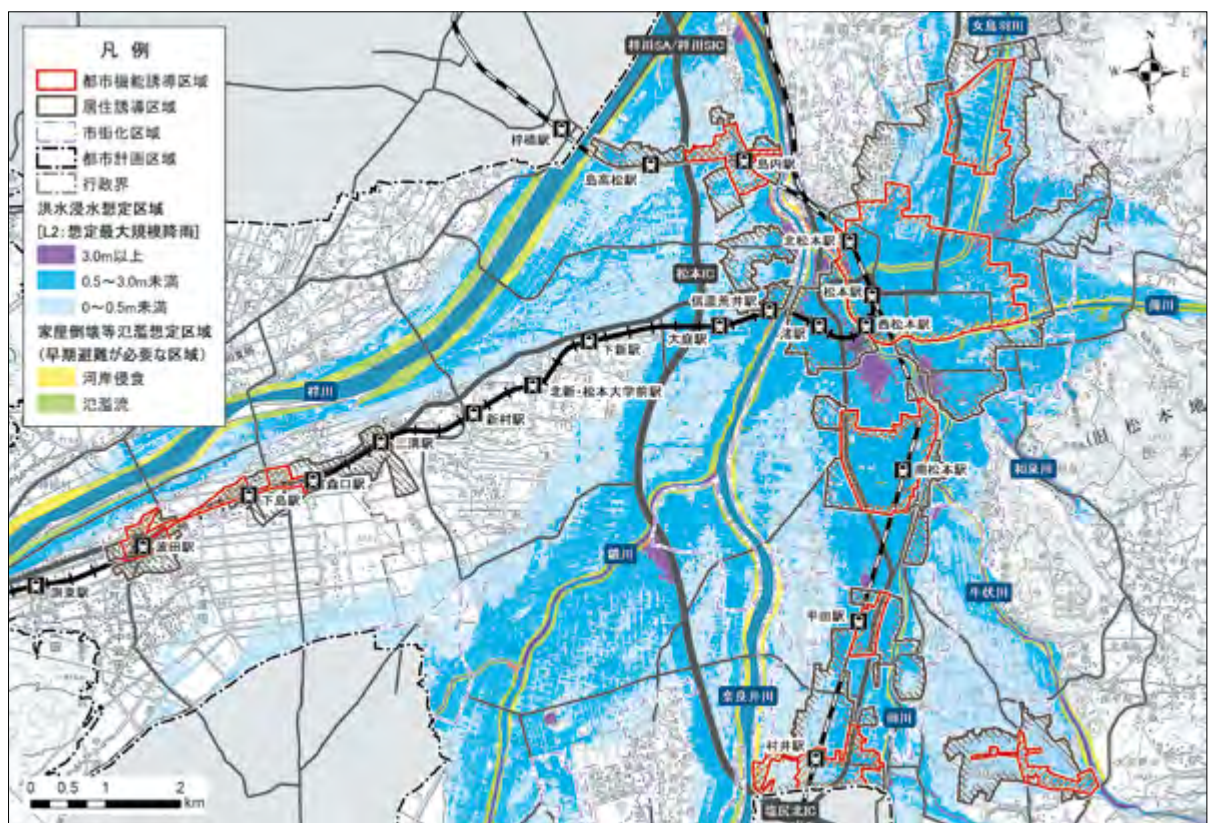 凡 例
都市機能誘導区域
居住誘導区域
市街化区域
都市計画区域
行政界
洪水浸水想定区域
[L2:想定最大規模降雨]
3.0m以上
0.5～3.0m未満
0～0.5m未満
家屋倒壊等氾濫想定区域
(早期避難が必要な区域)
河岸侵食
氾濫流
0 0.5 1 2
km
N
W E
S
梓川SA/梓川SIC
女鳥羽川
梓橋駅
島高松駅
島内駅
北松本駅
松本IC
松本駅
信濃荒井駅
渚駅
西松本駅
大庭駅
下新駅
北新・松本大学前駅
新村駅
三溝駅
森口駅
下島駅
波田駅
渕東駅
梓川
薄川
(旧松本地
和泉川
南松本駅
鎖川
牛伏川
平田駅
奈良井川
田川
村井駅
塩尻北IC